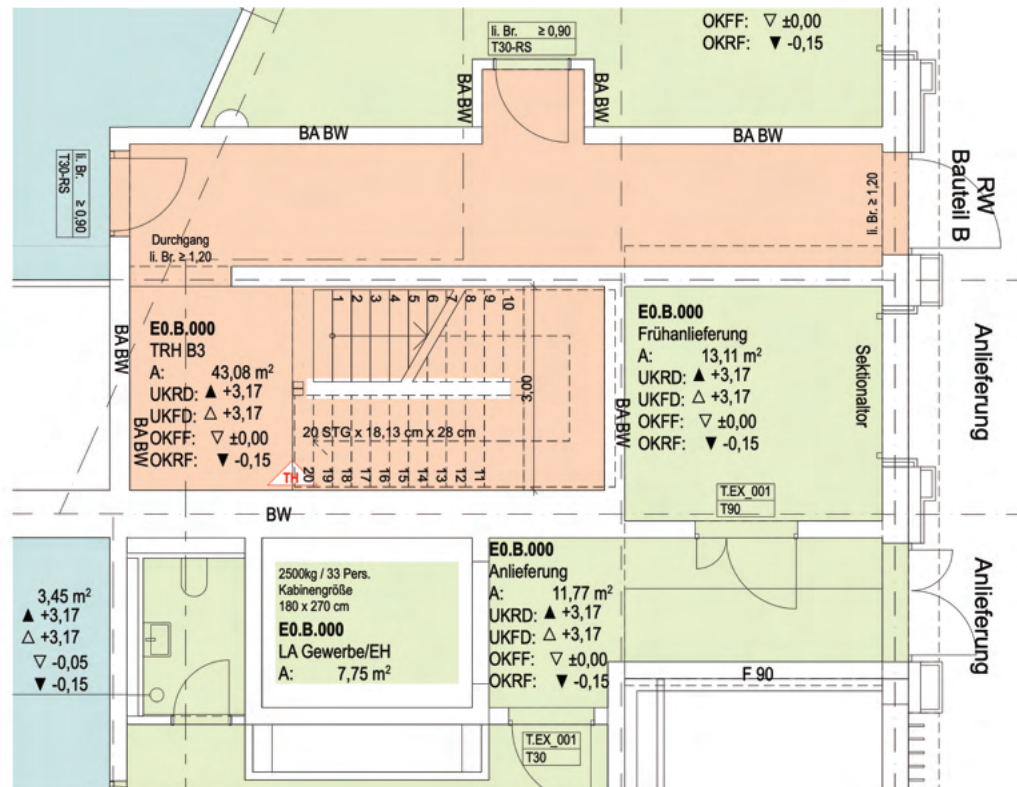 OKFF: ▽ ±0,00
OKRF: ▼ -0,15
li. Br. ≥ 0,90
T30-RS
BA BW
BA BW
BA BW
BA BW
li. Br. ≥ 0,90
T30-RS
Durchgang
li. Br. ≥ 1,20
li. Br. ≥ 1,20
RW
Bauteil B
1 2 3 4 5 6 7 8 9 10
E0.B.000
TRH B3
A: 43,08 m²
UKRD: ▲ +3,17
UKFD: △ +3,17
OKFF: ▽ ±0,00
OKRF: ▼ -0,15
BA BW
BA BW
3,00
20 STG x 18,13 cm x 28 cm
20 19 18 17 16 15 14 13 12 11
TH
BA BW
E0.B.000
Frühanlieferung
A: 13,11 m²
UKRD: ▲ +3,17
UKFD: △ +3,17
OKFF: ▽ ±0,00
OKRF: ▼ -0,15
Sektionaltor
Anlieferung
BW
T.EX_001
T90
3,45 m²
▲ +3,17
△ +3,17
▽ -0,05
▼ -0,15
2500kg / 33 Pers.
Kabinengröße
180 x 270 cm
E0.B.000
LA Gewerbe/EH
A: 7,75 m²
E0.B.000
Anlieferung
A: 11,77 m²
UKRD: ▲ +3,17
UKFD: △ +3,17
OKFF: ▽ ±0,00
OKRF: ▼ -0,15
Anlieferung
F 90
T.EX_001
T30